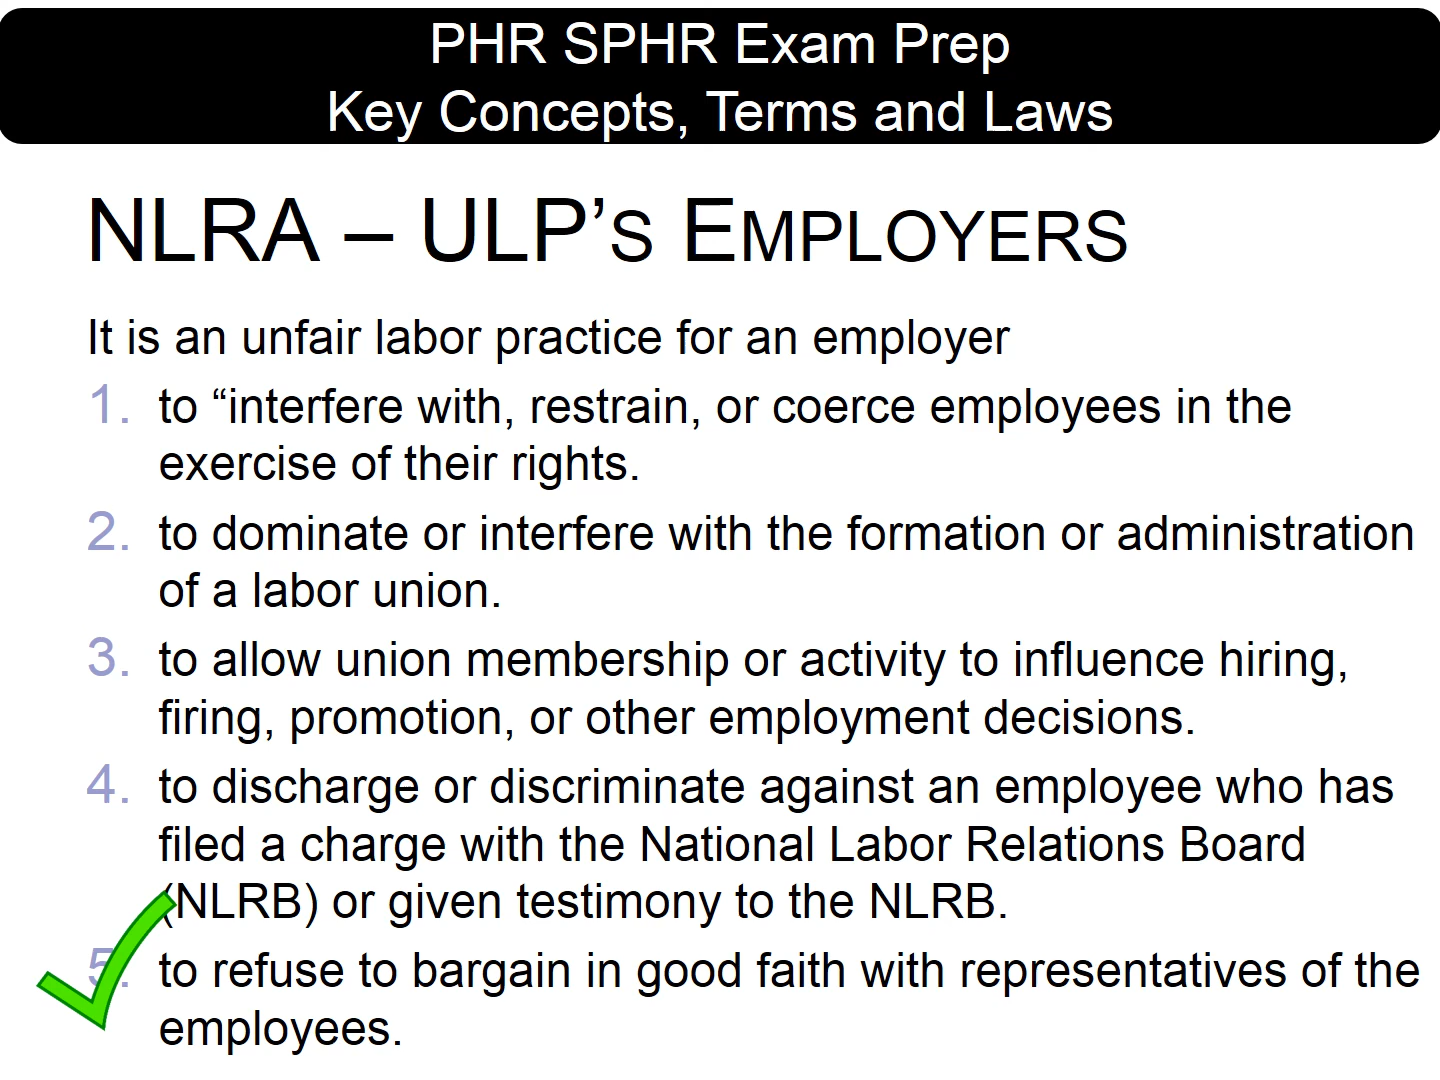 PHR SPHR Exam Prep
Key Concepts, Terms and Laws
NLRA – ULP’S EMPLOYERS
It is an unfair labor practice for an employer
1. to “interfere with, restrain, or coerce employees in the
exercise of their rights.
2. to dominate or interfere with the formation or administration
of a labor union.
3. to allow union membership or activity to influence hiring,
firing, promotion, or other employment decisions.
4. to discharge or discriminate against an employee who has
filed a charge with the National Labor Relations Board
(NLRB) or given testimony to the NLRB.
5. to refuse to bargain in good faith with representatives of the
employees.